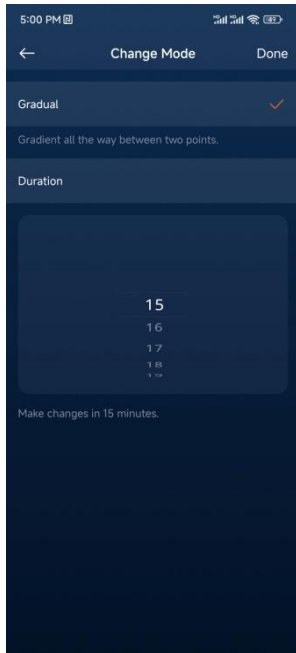 5:00 PM
Change Mode
Done
Gradual
Gradient all the way between two points.
Duration
15
16
17
18
19
Make changes in 15 minutes.